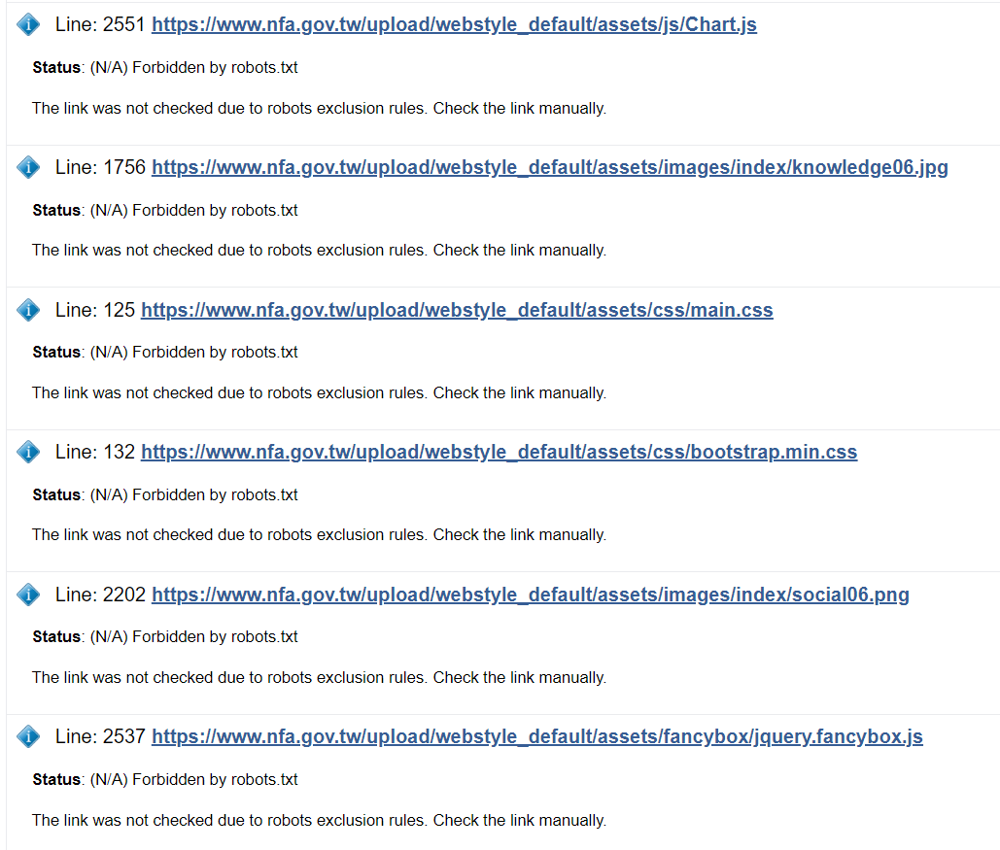 Line: 2551 https://www.nfa.gov.tw/upload/webstyle_default/assets/js/Chart.js
Status: (N/A) Forbidden by robots.txt
The link was not checked due to robots exclusion rules. Check the link manually.
Line: 1756 https://www.nfa.gov.tw/upload/webstyle_default/assets/images/index/knowledge06.jpg
Status: (N/A) Forbidden by robots.txt
The link was not checked due to robots exclusion rules. Check the link manually.
Line: 125 https://www.nfa.gov.tw/upload/webstyle_default/assets/css/main.css
Status: (N/A) Forbidden by robots.txt
The link was not checked due to robots exclusion rules. Check the link manually.
Line: 132 https://www.nfa.gov.tw/upload/webstyle_default/assets/css/bootstrap.min.css
Status: (N/A) Forbidden by robots.txt
The link was not checked due to robots exclusion rules. Check the link manually.
Line: 2202 https://www.nfa.gov.tw/upload/webstyle_default/assets/images/index/social06.png
Status: (N/A) Forbidden by robots.txt
The link was not checked due to robots exclusion rules. Check the link manually.
Line: 2537 https://www.nfa.gov.tw/upload/webstyle_default/assets/fancybox/jquery.fancybox.js
Status: (N/A) Forbidden by robots.txt
The link was not checked due to robots exclusion rules. Check the link manually.